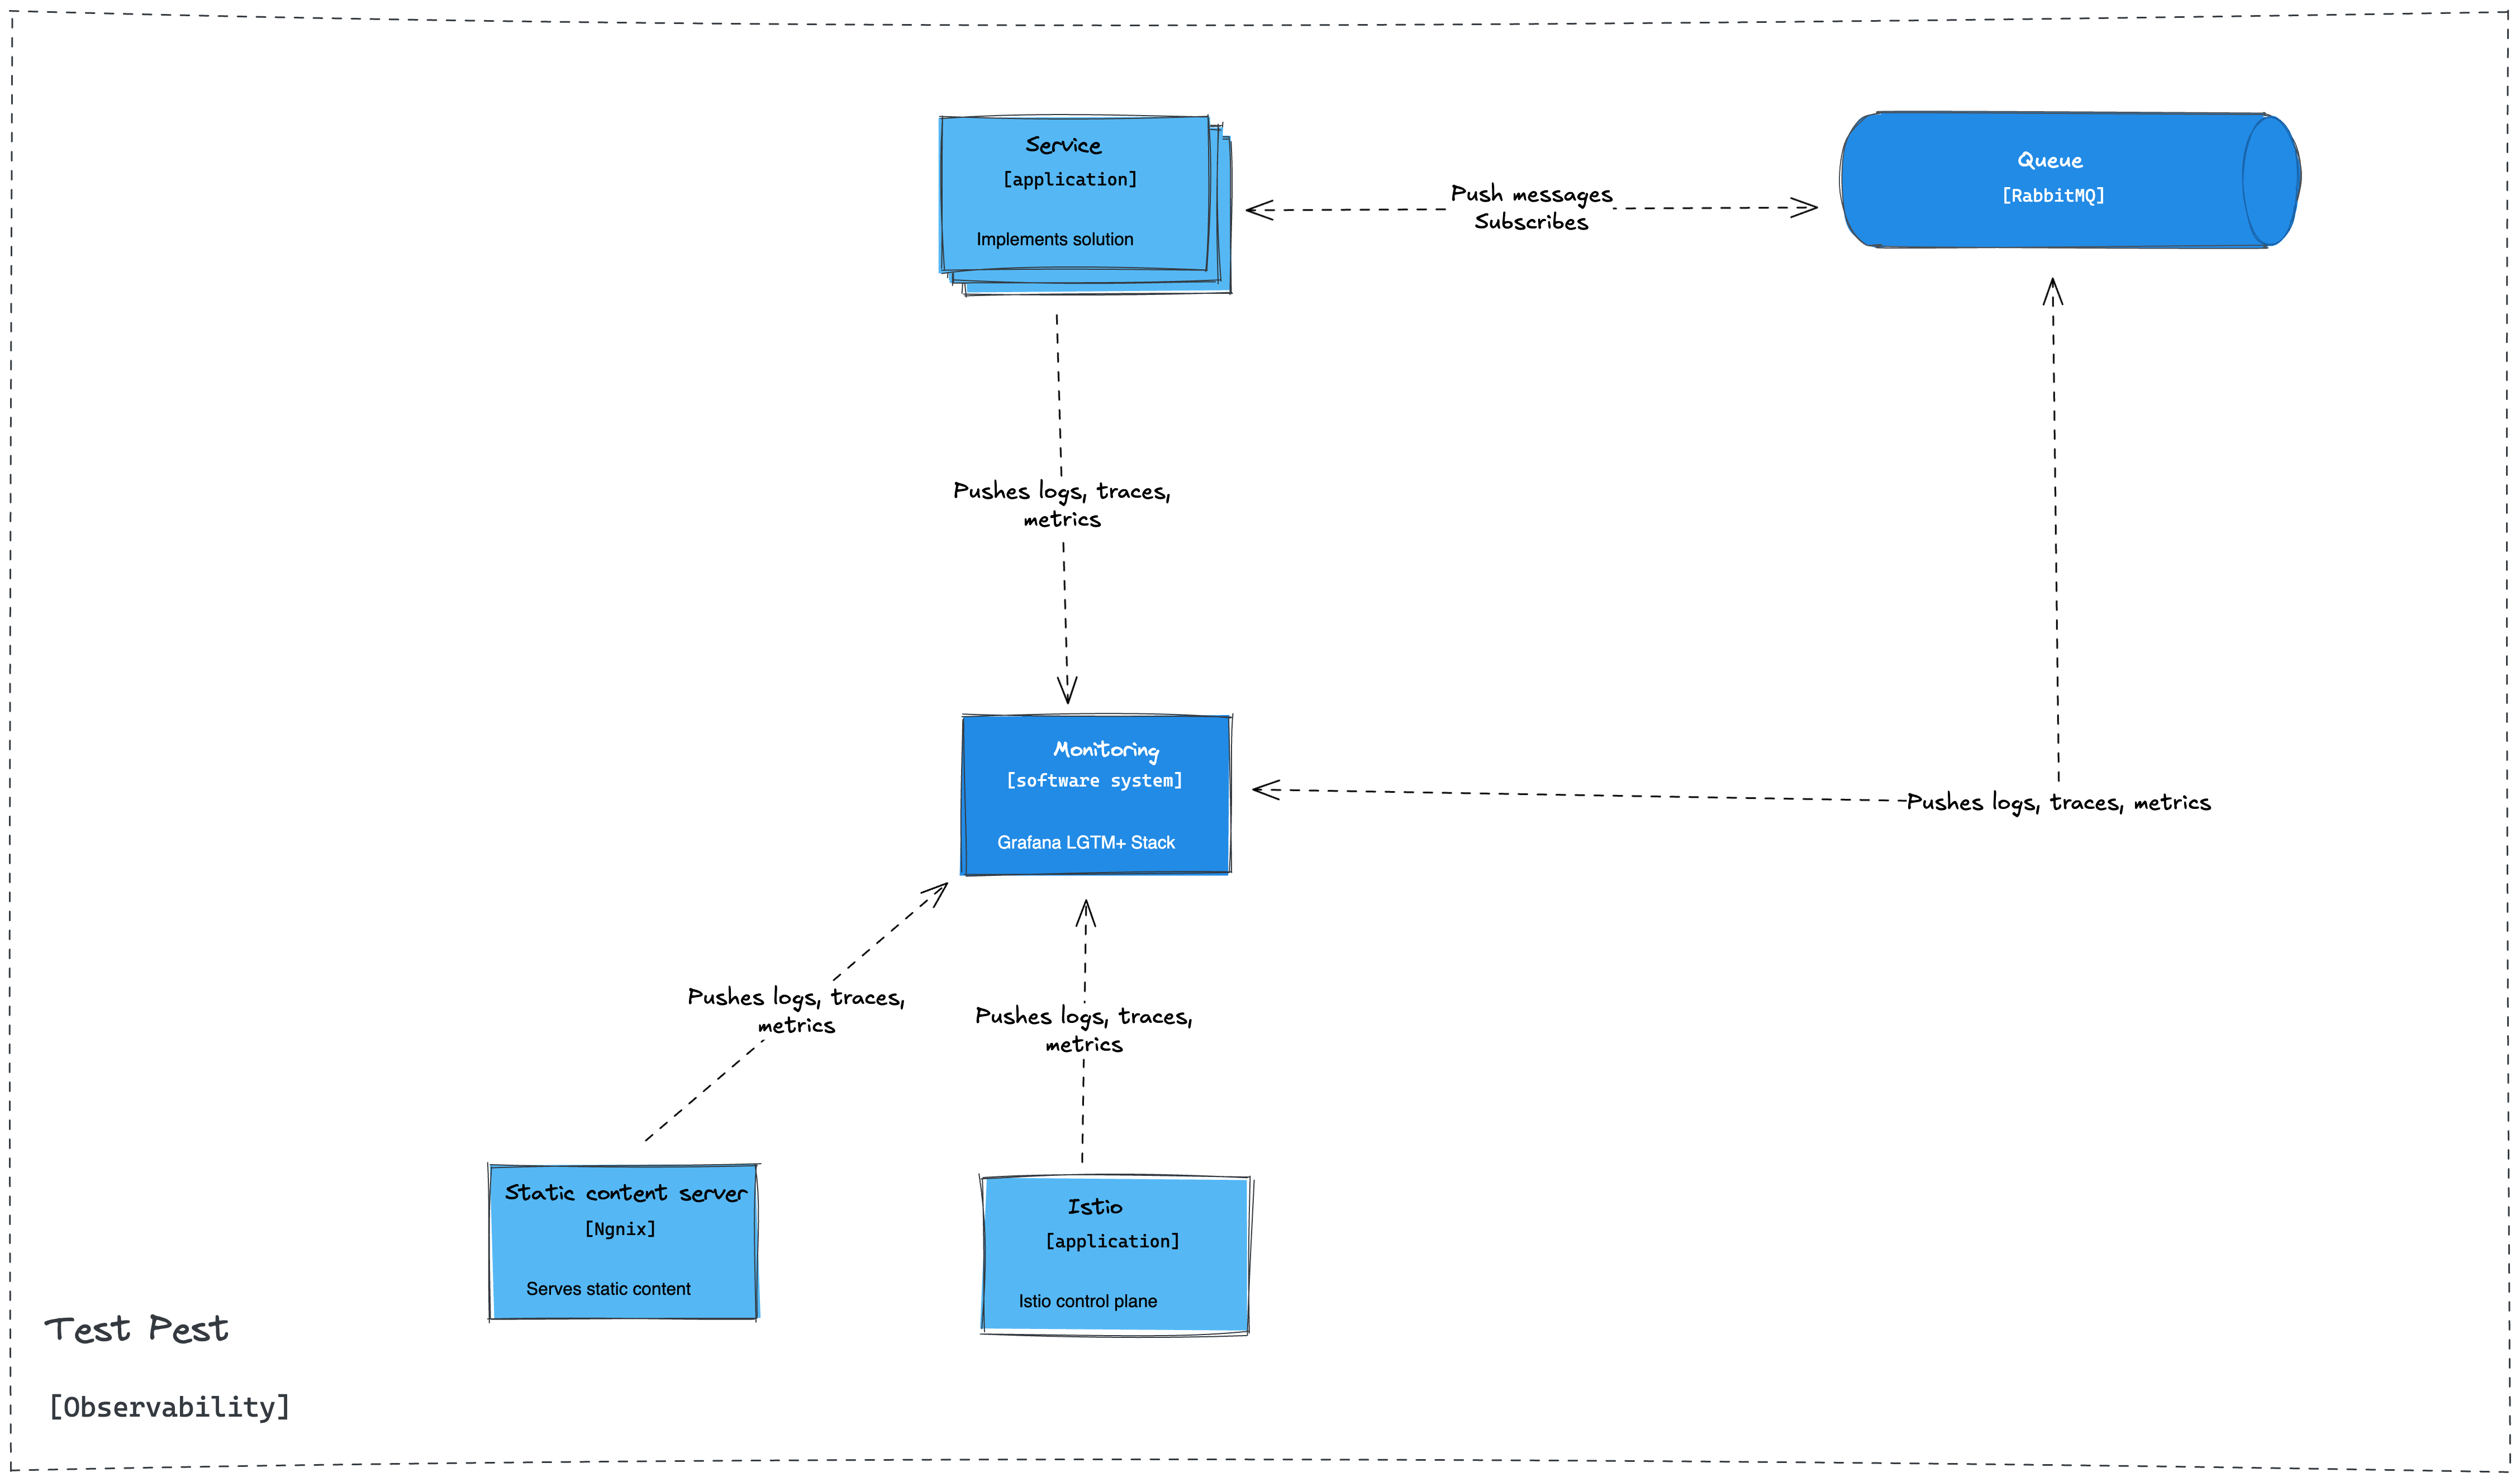 Service
[application]
Implements solution
Push messages
Subscribes
Queue
[RabbitMQ]
Pushes logs, traces,
metrics
Monitoring
[software system]
Grafana LGTM+ Stack
Pushes logs, traces, metrics
Pushes logs, traces,
metrics
Pushes logs, traces,
metrics
Static content server
[Ngnix]
Serves static content
Istio
[application]
Istio control plane
Test Pest
[Observability]